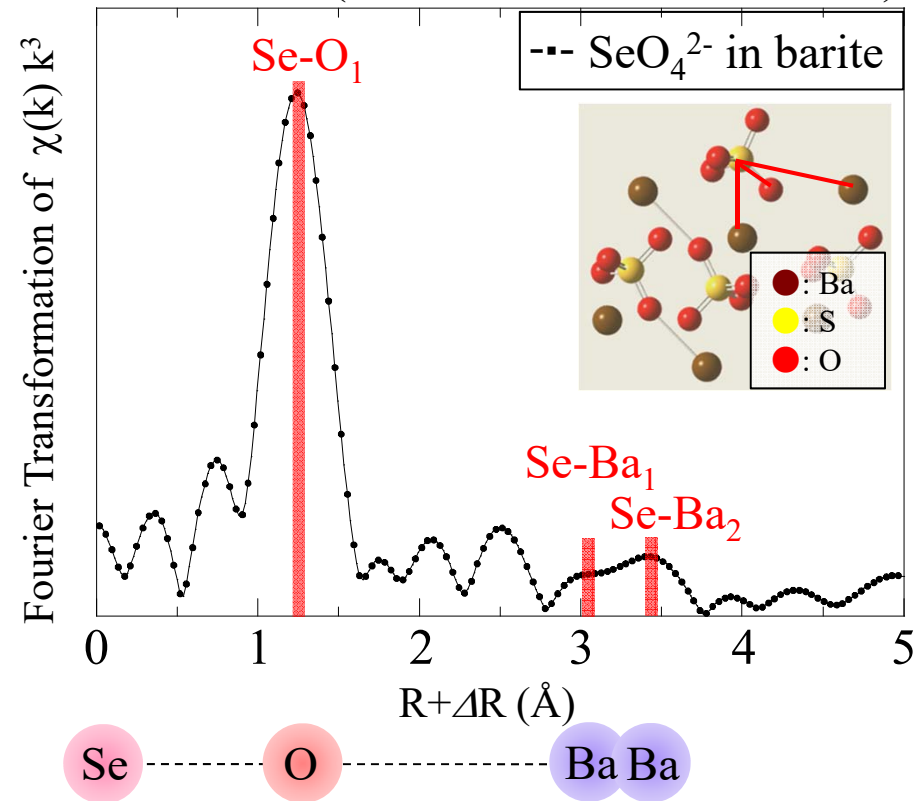 Fourier Transformation of χ(k) k³
Se-O₁
SeO₄²⁻ in barite
: Ba
: S
: O
Se-Ba₁
Se-Ba₂
0 1 2 3 4 5
R+ΔR (Å)
Se O Ba Ba